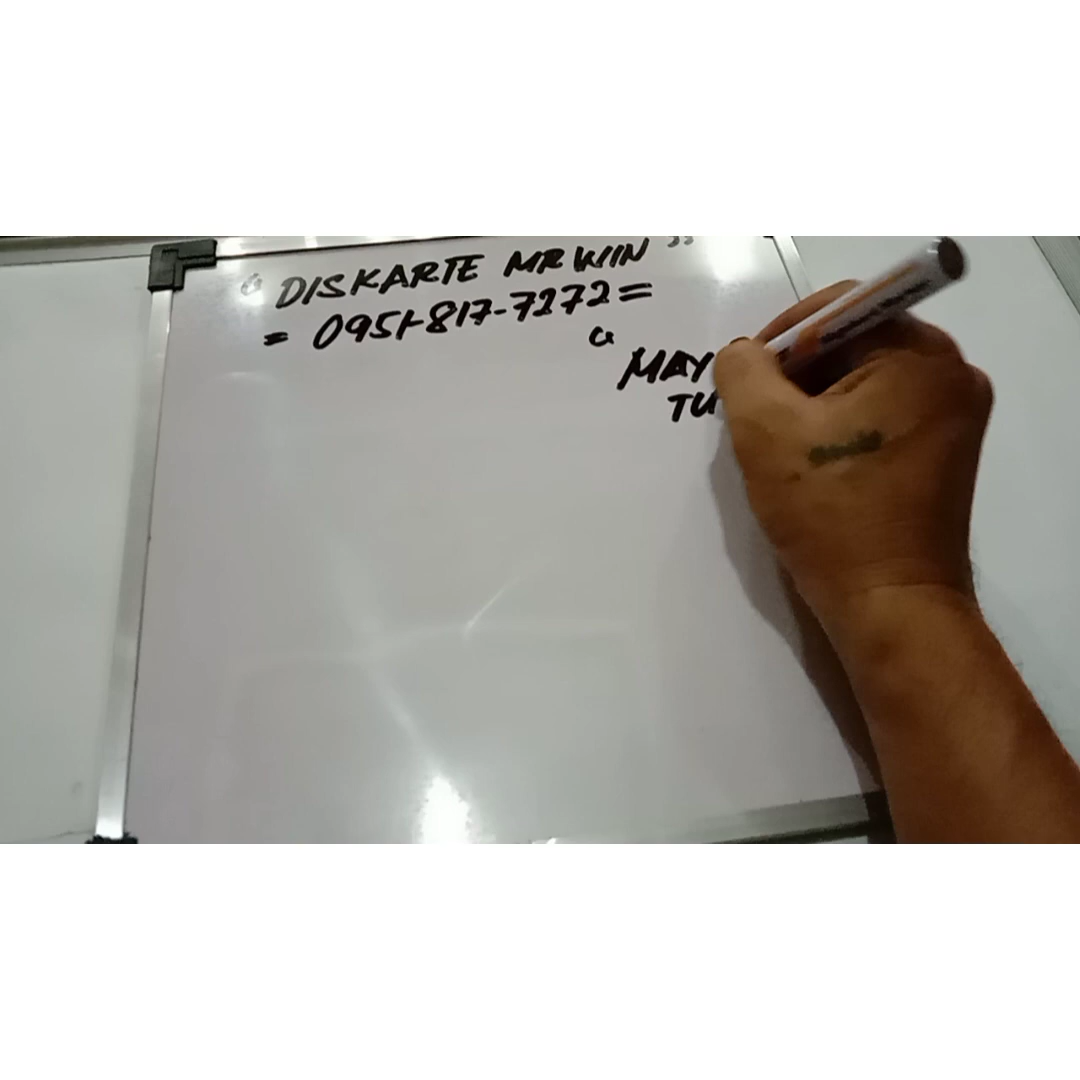 “DISKARTE MR WIN”
= 0951-817-7272=
“MAY
TU